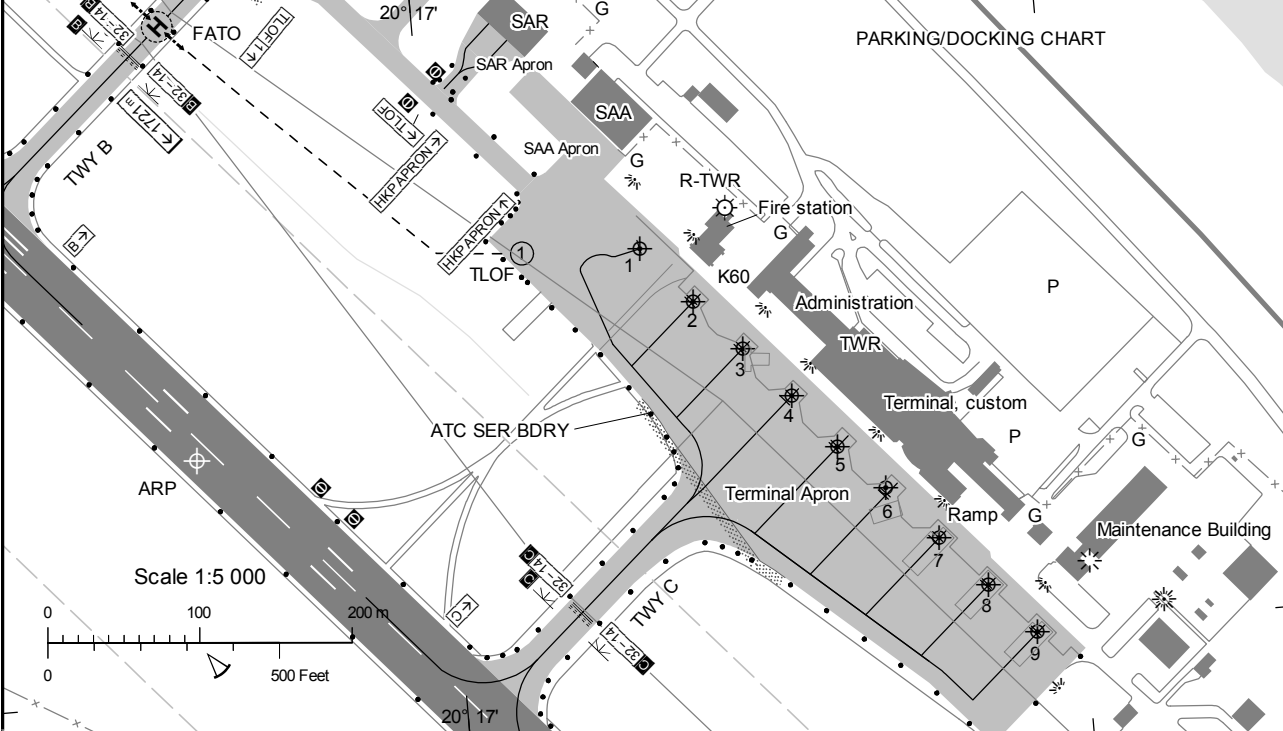 20° 17'
SAR
G
PARKING/DOCKING CHART
H
FATO
B
32-14
B
TLOF1→
SAR Apron
32-14
B
←1721 m
←TLOF
SAA
SAA Apron
HKP APRON→
G
TWY B
R-TWR
Fire station
HKP APRON→
G
B→
1
TLOF
1
K60
P
2
Administration
3
TWR
4
Terminal, custom
ATC SER BDRY
P
G
5
ARP
Terminal Apron
6
Ramp
G
Maintenance Building
7
Scale 1:5 000
C
32-14
C
TWY C
8
0
100
200 m
←C
9
32-14
C
0
500 Feet
20° 17'